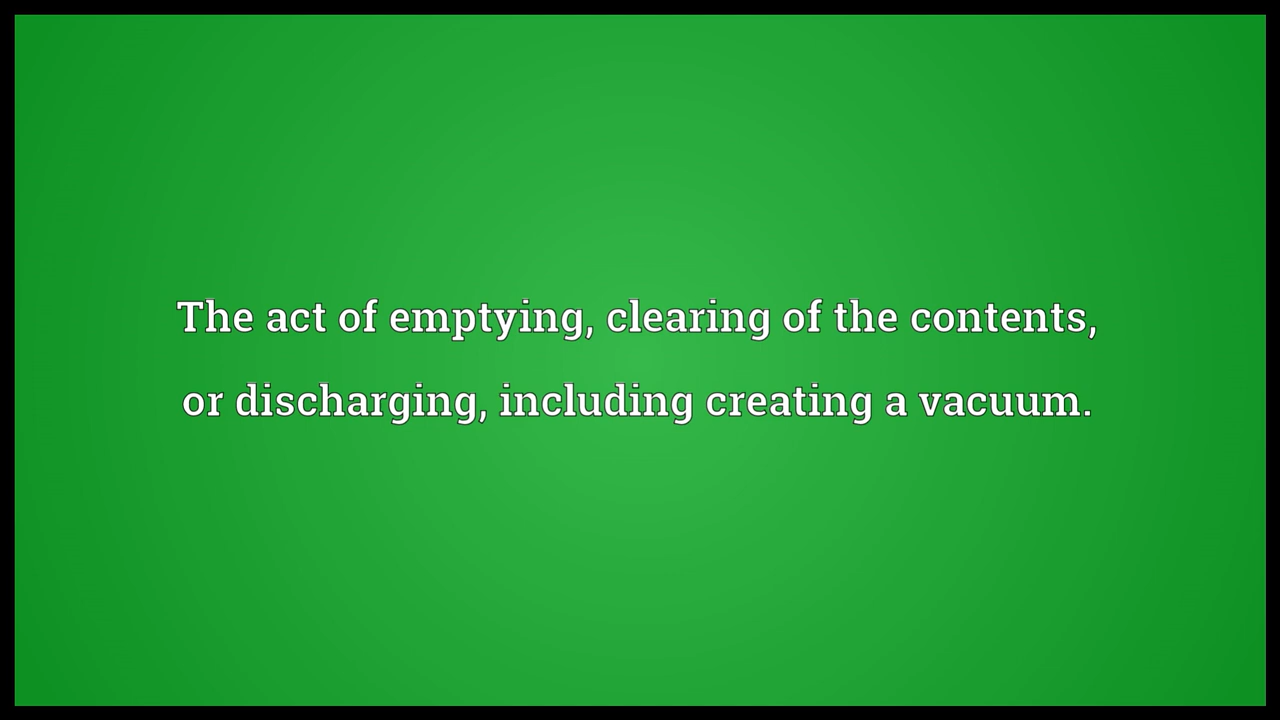 The act of emptying, clearing of the contents,
or discharging, including creating a vacuum.